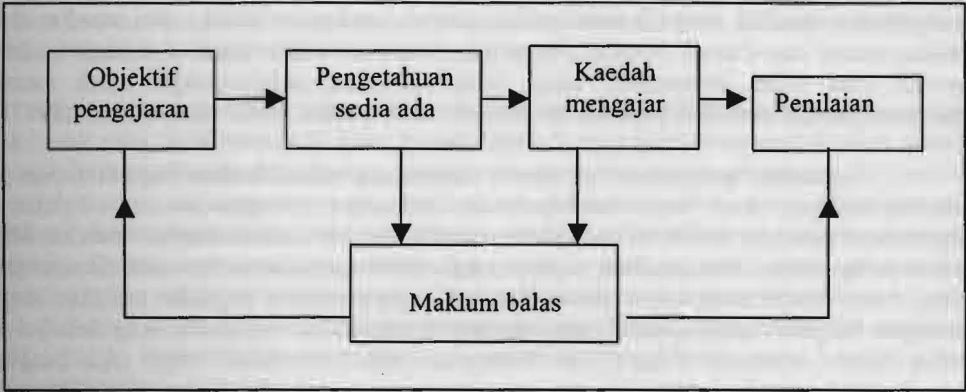 Objektif
pengajaran
Pengetahuan
sedia ada
Kaedah
mengajar
Penilaian
Maklum balas